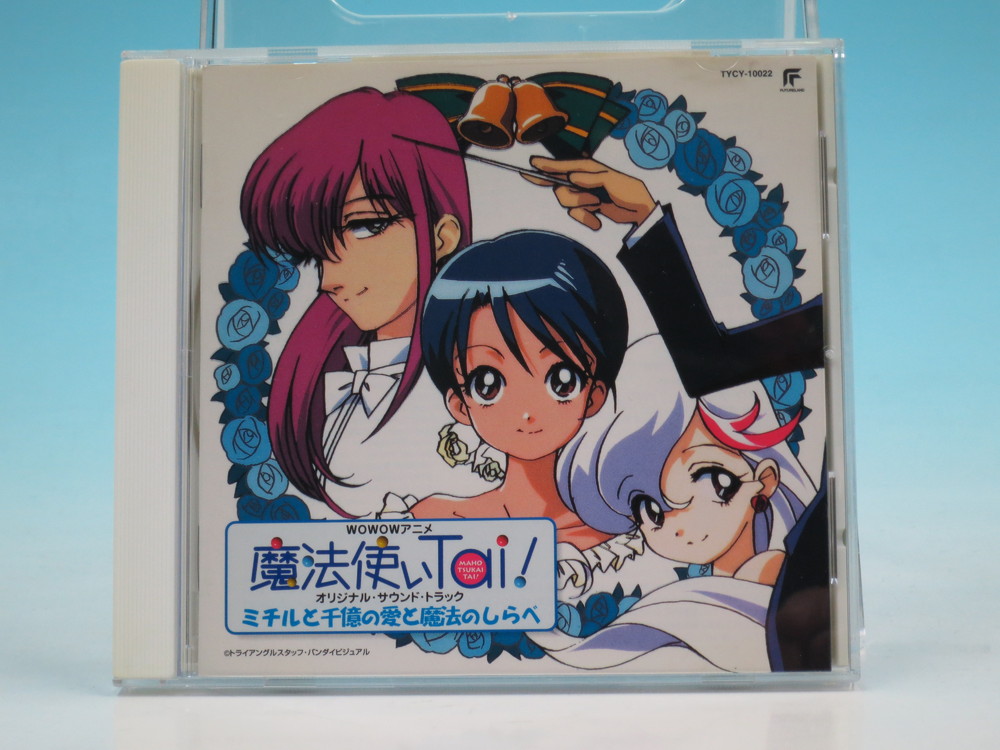 TYCY-10022
FUTURELAND
WOWOWアニメ
魔法使いTai!
MAHO
TSUKAI
TAI!
オリジナル・サウンド・トラック
ミチルと千億の愛と魔法のしらべ
©トライアングルスタッフ・バンダイビジュアル